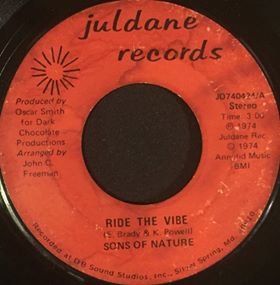 juldane
records
Produced by
Oscar Smith
for Dark
Chocolate
Productions
Arranged by
John C.
Freeman
Stereo
Time: 3:00
℗ 1974
Juldane Rec.
© 1974
Music
BMI
RIDE THE VIBE
(E. Brady & K. Powell)
SONS OF NATURE
Recorded at DB Sound Studios, Inc., Silver Spring, Md.